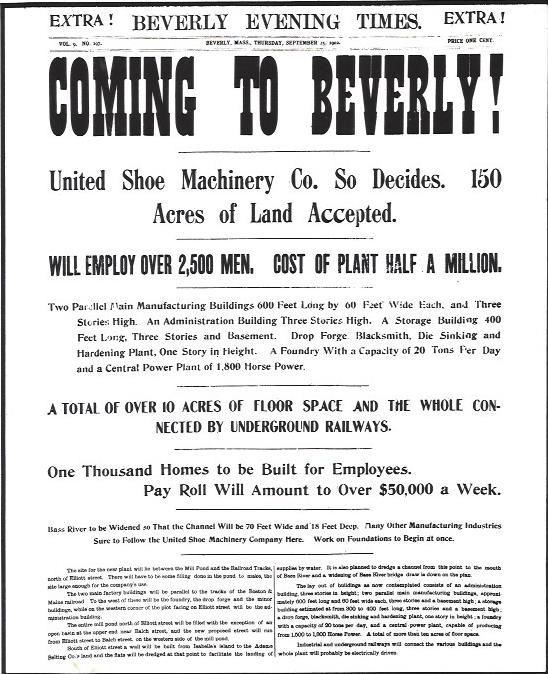 EXTRA! BEVERLY EVENING TIMES. EXTRA!
VOL. 9. NO. 297. BEVERLY, MASS., THURSDAY, SEPTEMBER 25, 1902. PRICE ONE CENT.
COMING TO BEVERLY!
United Shoe Machinery Co. So Decides. 150
Acres of Land Accepted.
WILL EMPLOY OVER 2,500 MEN. COST OF PLANT HALF A MILLION.
Two Parallel Main Manufacturing Buildings 600 Feet Long by 60 Feet Wide Each, and Three
Stories High. An Administration Building Three Stories High. A Storage Building 400
Feet Long, Three Stories and Basement. Drop Forge Blacksmith, Die Sinking and
Hardening Plant, One Story in Height. A Foundry With a Capacity of 20 Tons Per Day
and a Central Power Plant of 1,800 Horse Power.
A TOTAL OF OVER 10 ACRES OF FLOOR SPACE AND THE WHOLE CON-
NECTED BY UNDERGROUND RAILWAYS.
One Thousand Homes to be Built for Employees.
Pay Roll Will Amount to Over $50,000 a Week.
Bass River to be Widened so That the Channel Will be 70 Feet Wide and 18 Feet Deep. Many Other Manufacturing Industries
Sure to Follow the United Shoe Machinery Company Here. Work on Foundations to Begin at once.
The site for the new plant will be between the Mill Pond and the Railroad Tracks,
north of Elliott street. There will have to be some filling done in the pond to make, the
site large enough for the company's use.
The two main factory buildings will be parallel to the tracks of the Boston &
Maine railroad. To the west of them will be the foundry, the drop forge and the minor
buildings, while on the western corner of the plot facing on Elliott street will be the ad-
ministration building.
The entire mill pond north of Elliott street will be filled with the exception of an
open basin at the upper end near Balch street, and the new proposed street will run
from Elliott street to Balch street, on the western side of the mill pond.
South of Elliott street a wall will be built from Isabella's island to the Adams
Belting Co.'s land and the flats will be dredged at that point to facilitate the landing of
supplies by water. It is also planned to dredge a channel from this point to the mouth
of Bass River and a widening of Bass River bridge draw is down on the plan.
The lay out of buildings as now contemplated consists of an administration
building, three stories in height; two parallel main manufacturing buildings, approxi-
mately 600 feet long and 60 feet wide each, three stories and a basement high; a storage
building estimated at from 300 to 400 feet long, three stories and a basement high;
a drop forge, blacksmith, die sinking and hardening plant, one story in height; a foundry
with a capacity of 20 tons per day, and a central power plant, capable of producing
from 1,500 to 1,800 Horse Power. A total of more than ten acres of floor space.
Industrial and underground railways will connect the various buildings and the
whole plant will probably be electrically driven.